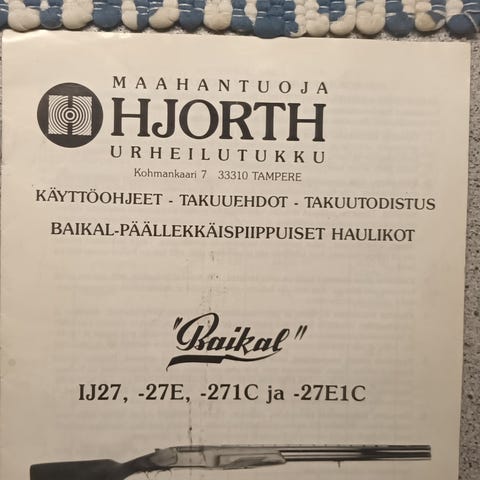 MAAHANTUOJA
HJORTH
URHEILUTUKKU
Kohmankaari 7 33310 TAMPERE
KÄYTTÖOHJEET - TAKUUEHDOT - TAKUUTODISTUS
BAIKAL-PÄÄLLEKKÄISPIIPPUISET HAULIKOT
"Baikal"
IJ27, -27E, -271C ja -27E1C